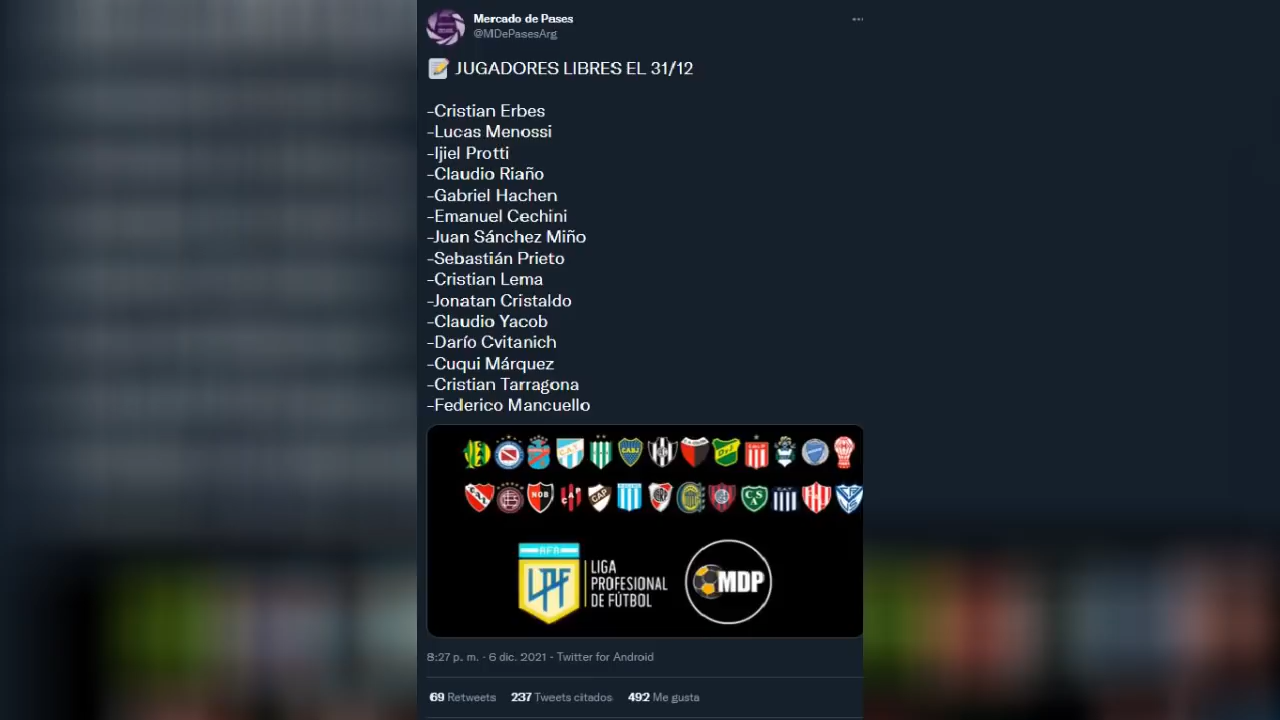 Mercado de Pases
@MDePasesArg
JUGADORES LIBRES EL 31/12
-Cristian Erbes
-Lucas Menossi
-Ijiel Protti
-Claudio Riaño
-Gabriel Hachen
-Emanuel Cechini
-Juan Sánchez Miño
-Sebastián Prieto
-Cristian Lema
-Jonatan Cristaldo
-Claudio Yacob
-Darío Cvitanich
-Cuqui Márquez
-Cristian Tarragona
-Federico Mancuello
AFA
LPF
LIGA
PROFESIONAL
DE FÚTBOL
MDP
8:27 p. m. · 6 dic. 2021 · Twitter for Android
69 Retweets 237 Tweets citados 492 Me gusta